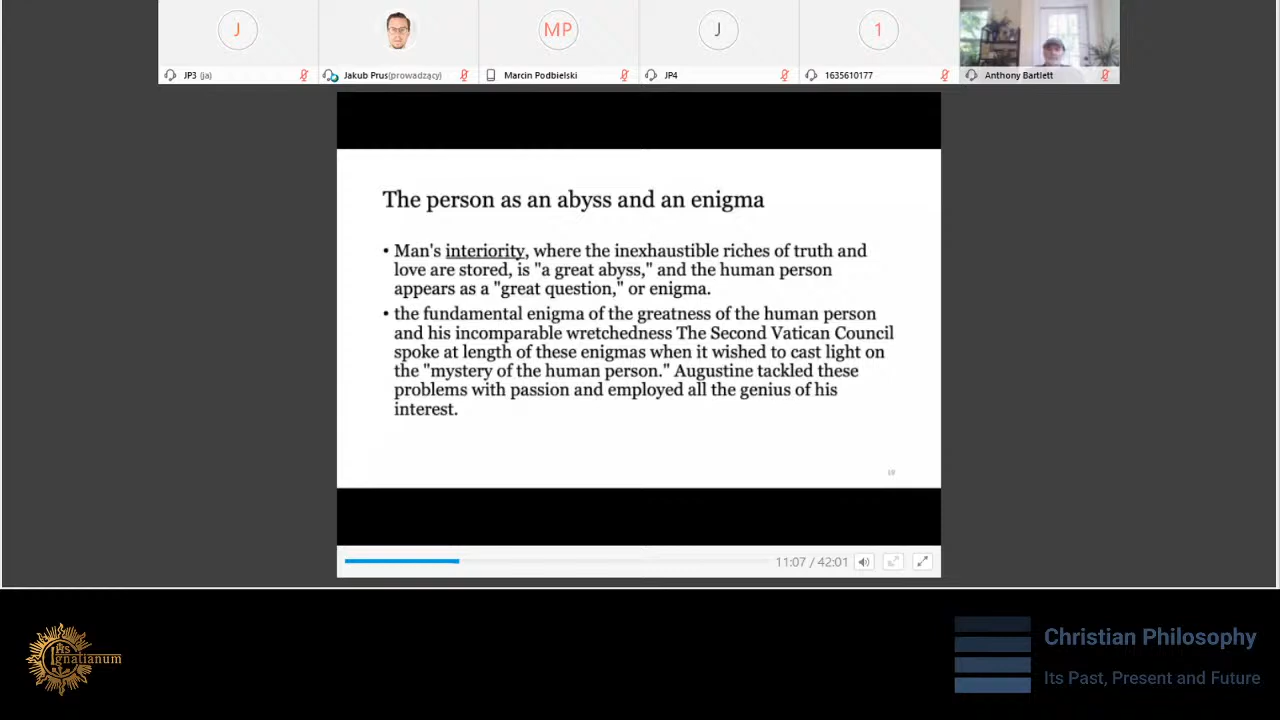 J
MP
J
1
JP3 (ja)
Jakub Prus(prowadzący)
Marcin Podbielski
JP4
1635610177
Anthony Bartlett
The person as an abyss and an enigma
• Man's interiority, where the inexhaustible riches of truth and
love are stored, is "a great abyss," and the human person
appears as a "great question," or enigma.
• the fundamental enigma of the greatness of the human person
and his incomparable wretchedness The Second Vatican Council
spoke at length of these enigmas when it wished to cast light on
the "mystery of the human person." Augustine tackled these
problems with passion and employed all the genius of his
interest.
11:07 / 42:01
Ignatianum
Christian Philosophy
Its Past, Present and Future